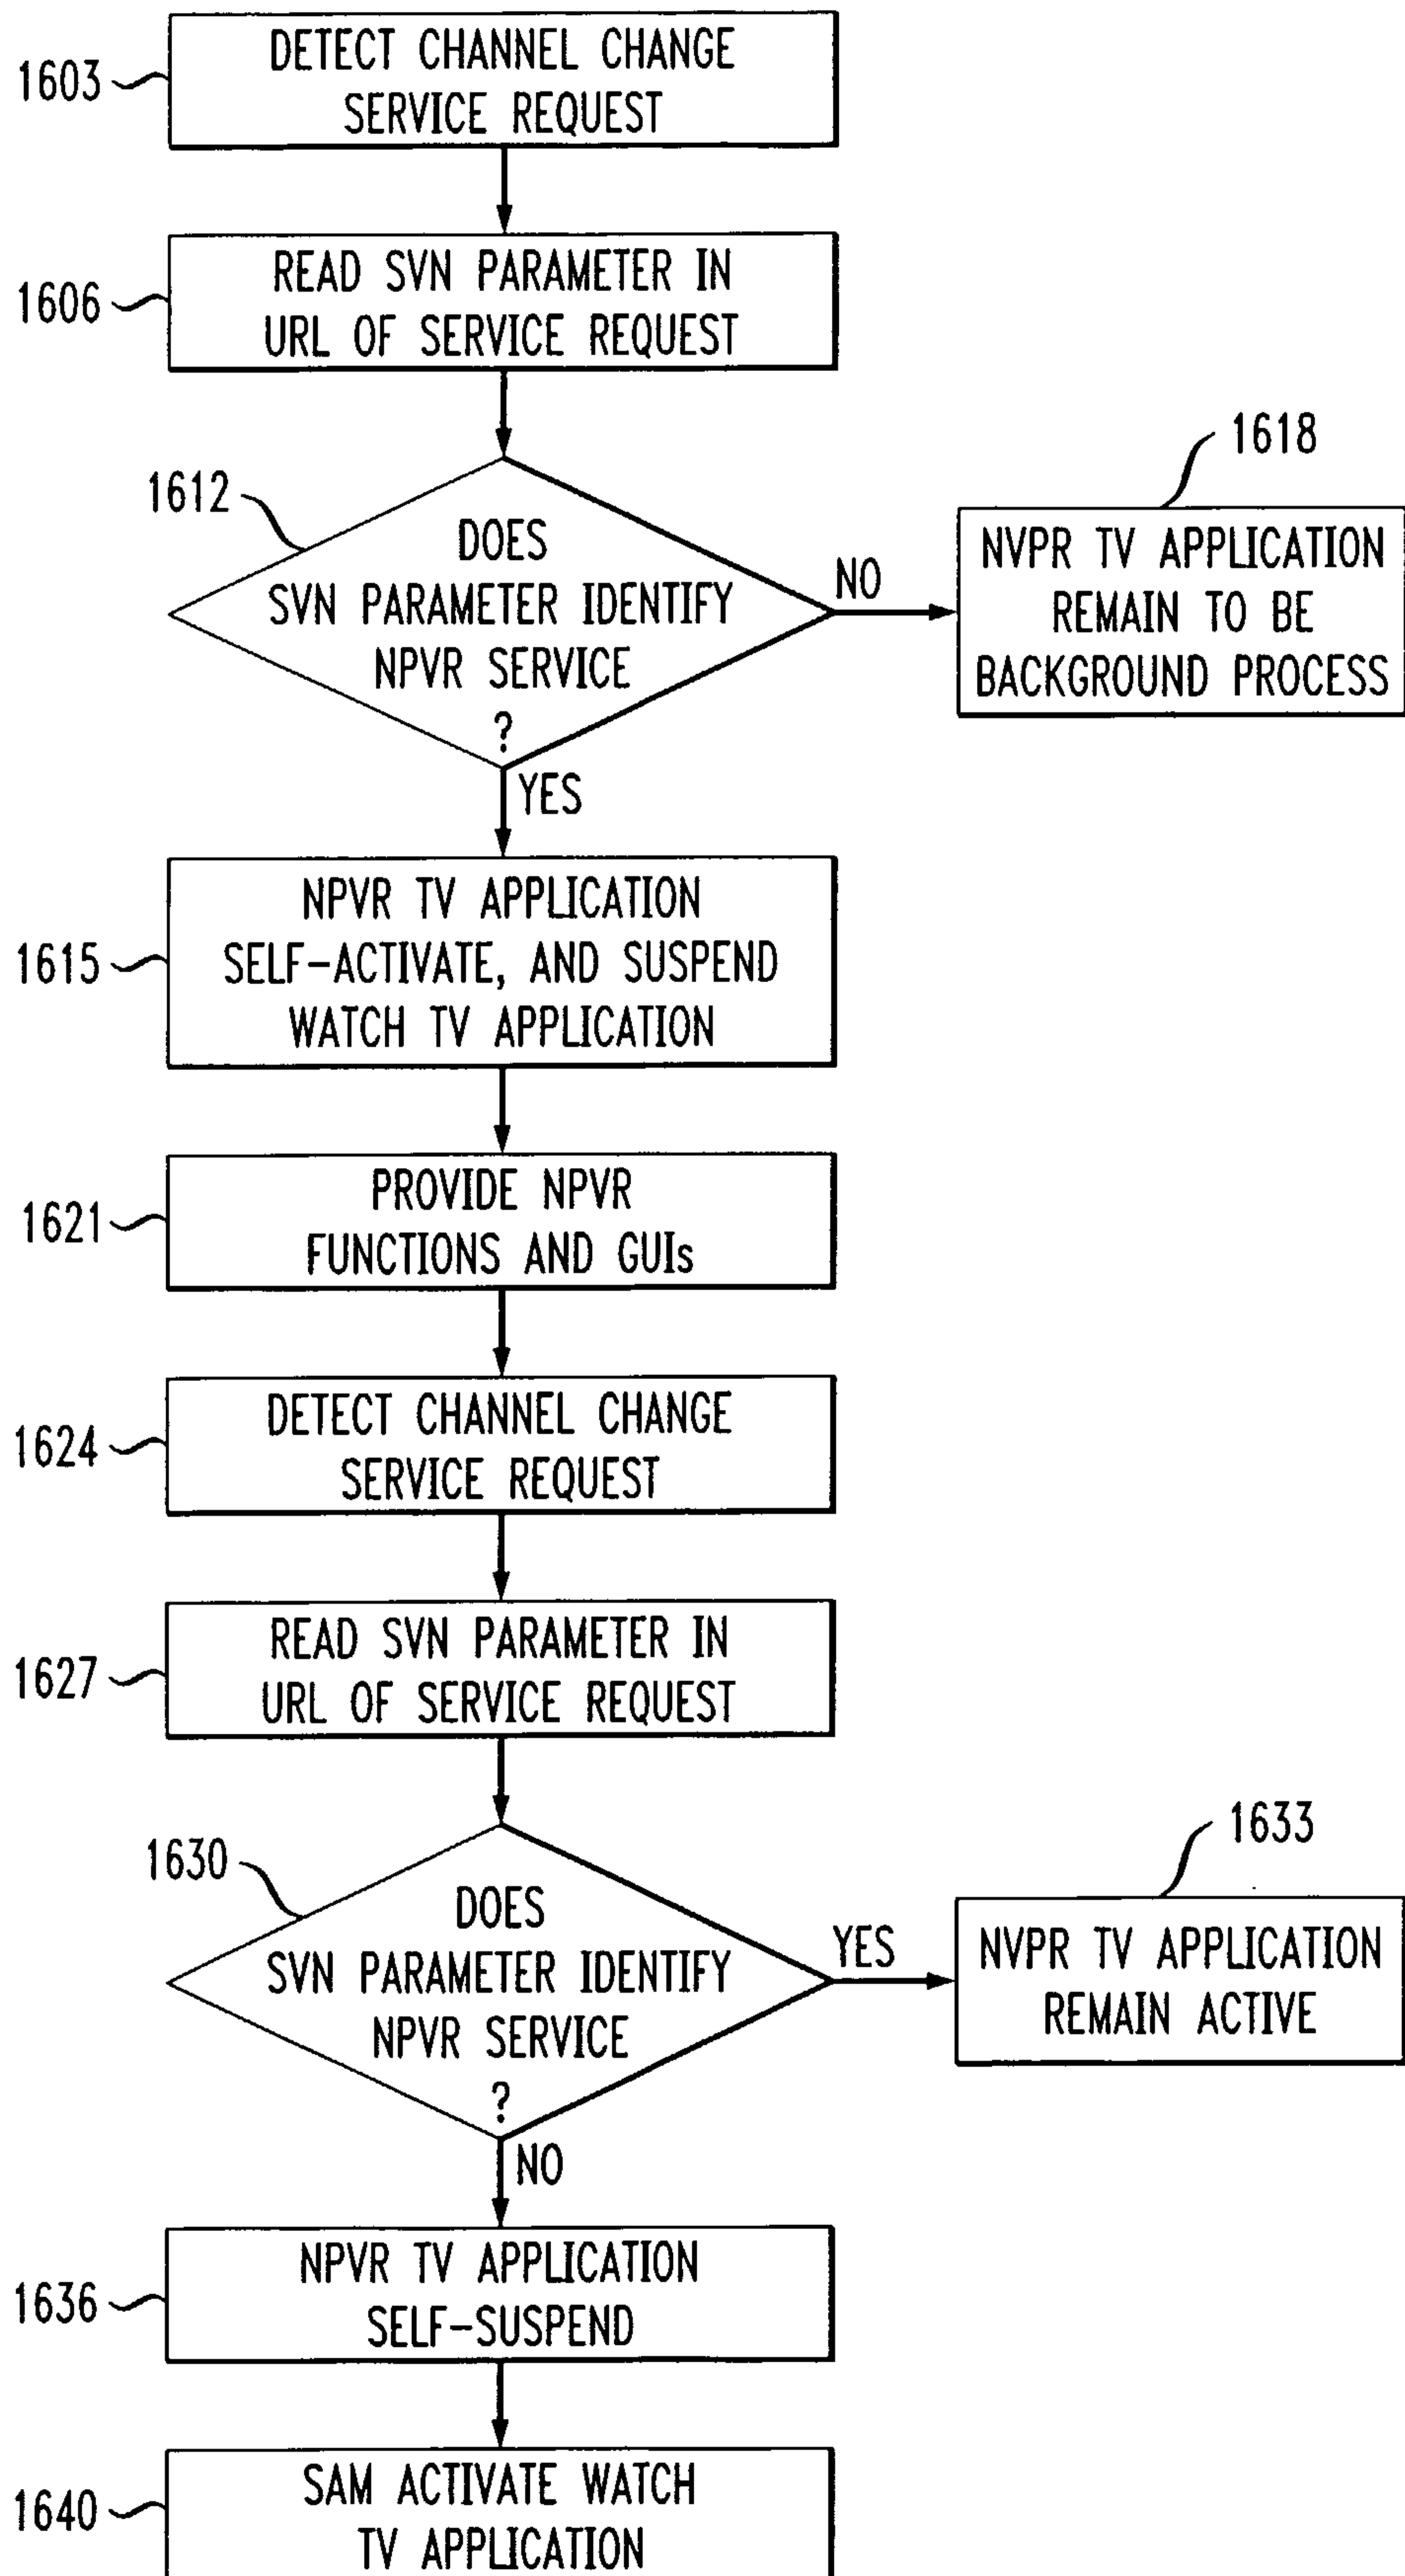 1603
DETECT CHANNEL CHANGE
SERVICE REQUEST
1606
READ SVN PARAMETER IN
URL OF SERVICE REQUEST
1612
DOES
SVN PARAMETER IDENTIFY
NPVR SERVICE
?
NO
1618
NVPR TV APPLICATION
REMAIN TO BE
BACKGROUND PROCESS
YES
1615
NPVR TV APPLICATION
SELF-ACTIVATE, AND SUSPEND
WATCH TV APPLICATION
1621
PROVIDE NPVR
FUNCTIONS AND GUIs
1624
DETECT CHANNEL CHANGE
SERVICE REQUEST
1627
READ SVN PARAMETER IN
URL OF SERVICE REQUEST
1630
DOES
SVN PARAMETER IDENTIFY
NPVR SERVICE
?
YES
1633
NVPR TV APPLICATION
REMAIN ACTIVE
NO
1636
NPVR TV APPLICATION
SELF-SUSPEND
1640
SAM ACTIVATE WATCH
TV APPLICATION